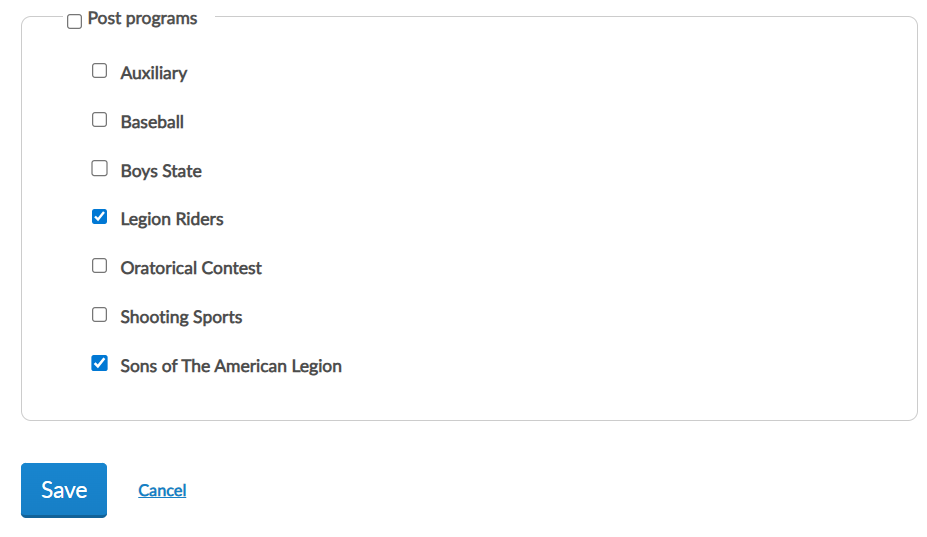 Post programs
Auxiliary
Baseball
Boys State
Legion Riders
Oratorical Contest
Shooting Sports
Sons of The American Legion
Save
Cancel